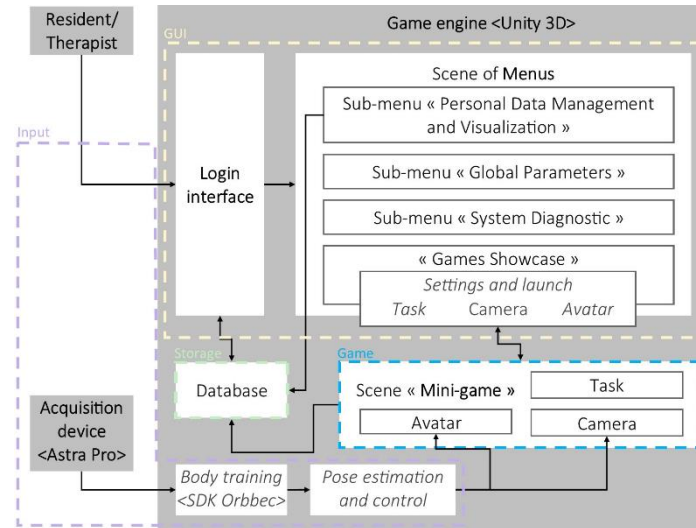 Resident/
Therapist
Game engine <Unity 3D>
GUI
Input
Login
interface
Scene of Menus
Sub-menu « Personal Data Management
and Visualization »
Sub-menu « Global Parameters »
Sub-menu « System Diagnostic »
« Games Showcase »
Settings and launch
Task Camera Avatar
Storage
Database
Game
Scene « Mini-game »
Task
Avatar
Camera
Acquisition
device
<Astra Pro>
Body training
<SDK Orbbec>
Pose estimation
and control